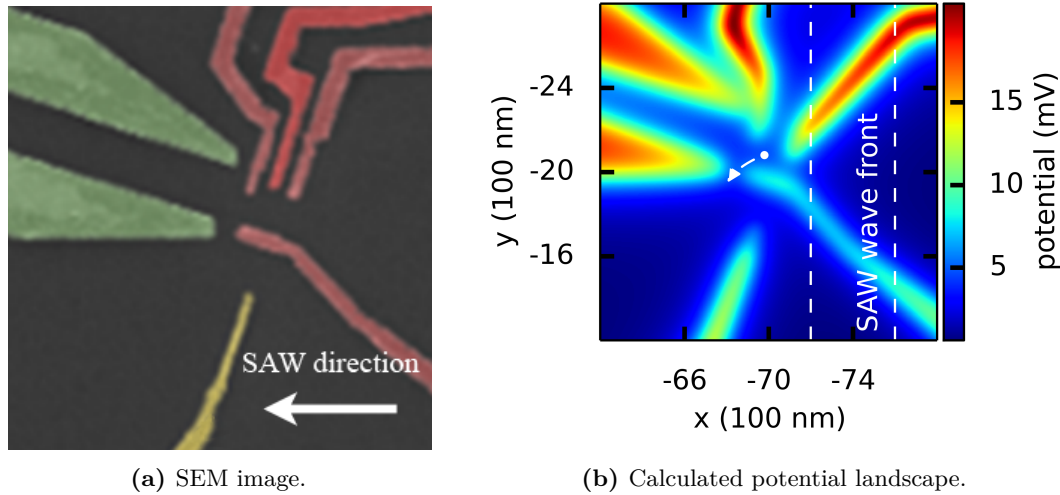 SAW direction
(a) SEM image.
-24
-20
-16
y (100 nm)
-66
-70
-74
x (100 nm)
SAW wave front
15
10
5
potential (mV)
(b) Calculated potential landscape.